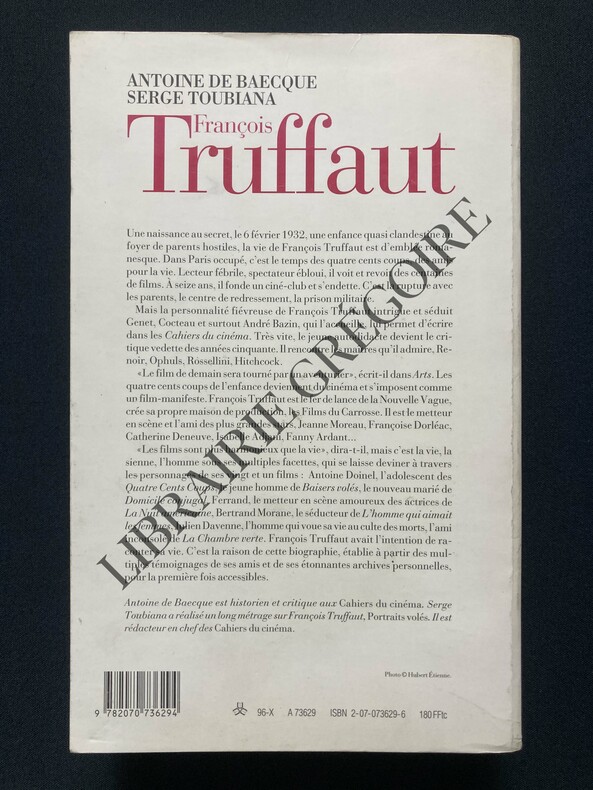 ANTOINE DE BAECQUE
SERGE TOUBIANA
François
Truffaut
Une naissance au secret, le 6 février 1932, une enfance quasi clandestine au
foyer de parents hostiles, la vie de François Truffaut est d'emblée roma-
nesque. Dans Paris occupé, c'est le temps des quatre cents coups, des amis
pour la vie. Lecteur fébrile, spectateur ébloui, il voit et revoit des centaines
de films. À seize ans, il fonde un ciné-club et s'endette. C'est la rupture avec
les parents, le centre de redressement, la prison militaire.
Mais la personnalité fiévreuse de François Truffaut intrigue et séduit
Genet, Cocteau et surtout André Bazin, qui l'accueille, lui permet d'écrire
dans les Cahiers du cinéma. Très vite, le jeune autodidacte devient le cri-
tique vedette des années cinquante. Il rencontre les maîtres qu'il admire, Re-
noir, Ophuls, Rossellini, Hitchcock.
«Le film de demain sera tourné par un aventurier», écrit-il dans Arts. Les
quatre cents coups de l'enfance deviennent du cinéma et s'imposent comme
un film-manifeste. François Truffaut est le fer de lance de la Nouvelle Vague,
crée sa propre maison de production, les Films du Carrosse. Il est le metteur
en scène et l'ami des plus grandes stars, Jeanne Moreau, Françoise Dorléac,
Catherine Deneuve, Isabelle Adjani, Fanny Ardant...
«Les films sont plus harmonieux que la vie», dira-t-il, mais c'est la vie, la
sienne, l'homme sous ses multiples facettes, qui se laisse deviner à travers
les personnages de ses vingt et un films : Antoine Doinel, l'adolescent des
Quatre Cents Coups, le jeune homme de Baisers volés, le nouveau marié de
Domicile conjugal, Ferrand, le metteur en scène amoureux des actrices de
La Nuit américaine, Bertrand Morane, le séducteur de L'homme qui aimait
les femmes, Julien Davenne, l'homme qui voue sa vie au culte des morts, l'ami
inconsolé de La Chambre verte. François Truffaut avait l'intention de ra-
conter sa vie. C'est la raison de cette biographie, établie à partir des mul-
tiples témoignages de ses amis et de ses étonnantes archives personnelles,
pour la première fois accessibles.
Antoine de Baecque est historien et critique aux Cahiers du cinéma. Serge
Toubiana a réalisé un long métrage sur François Truffaut, Portraits volés. Il est
rédacteur en chef des Cahiers du cinéma.
Photo © Hubert Étienne.
9 782070 736294
96-X A 73629 ISBN 2-07-073629-6 180 FFtc
LIBRAIRIE GRÉGOIRE